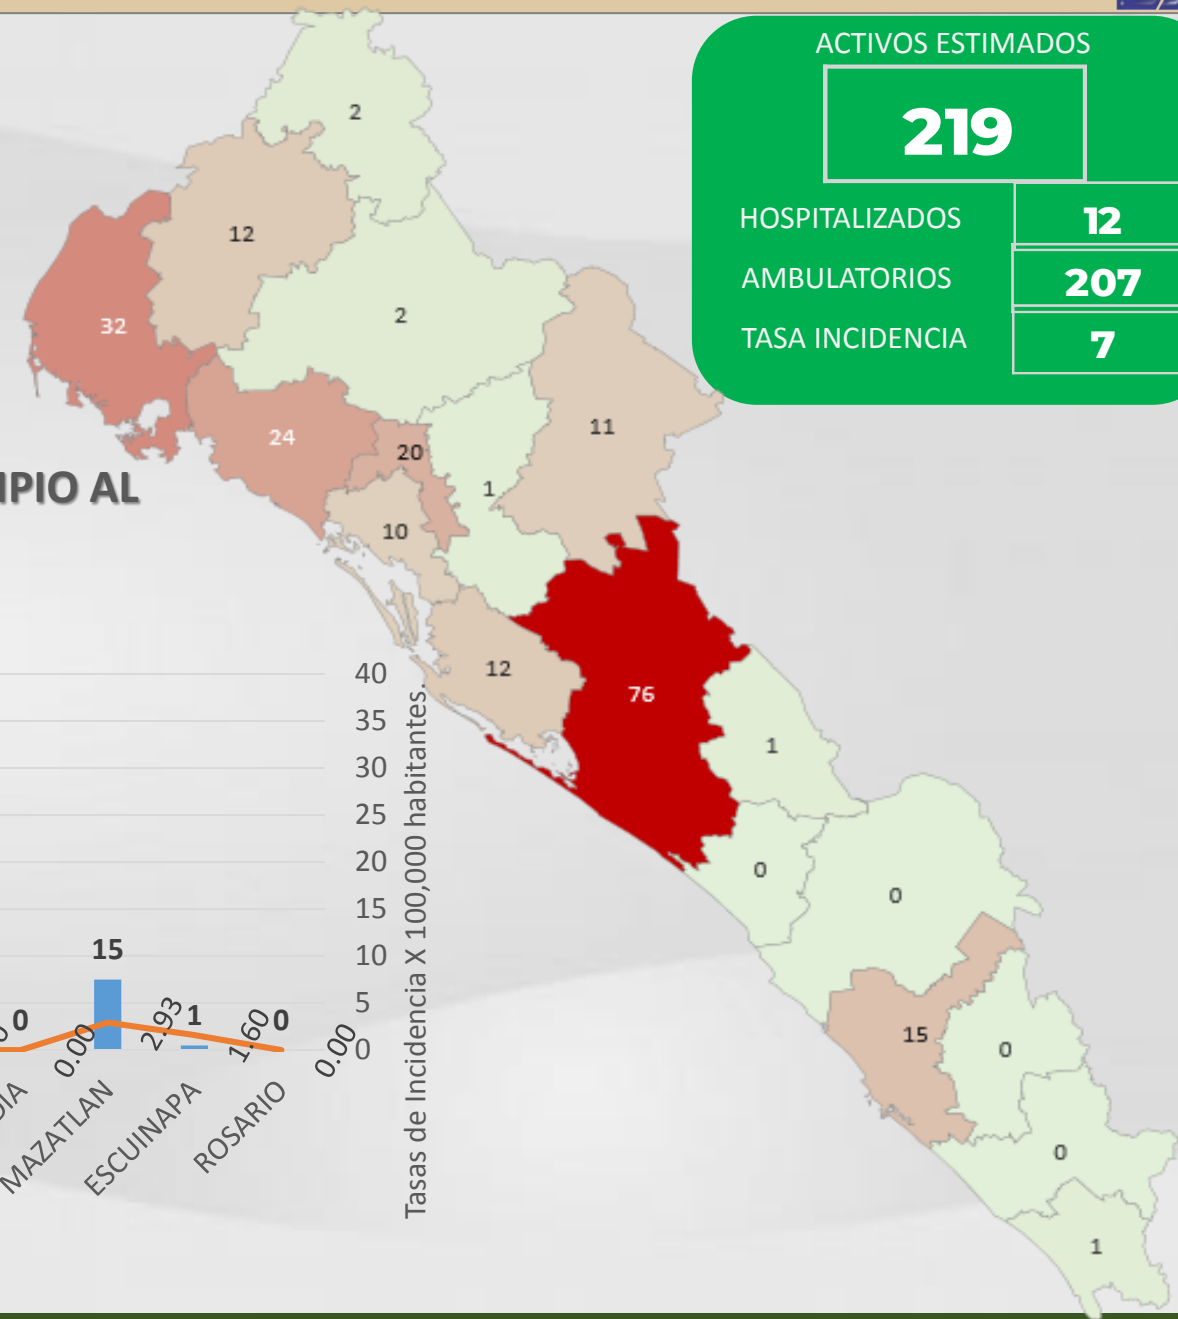 ACTIVOS ESTIMADOS
219
HOSPITALIZADOS 12
AMBULATORIOS 207
TASA INCIDENCIA 7
2
12
2
32
11
24
20
1
10
12
76
1
0
0
15
0
0
1
IPIO AL
40
35
30
25
20
15
10
5
0
Tasas de Incidencia X 100,000 habitantes.
0 15 1 0
0.00 2.93 1.60 0.00
MAZATLAN
ESCUINAPA
ROSARIO